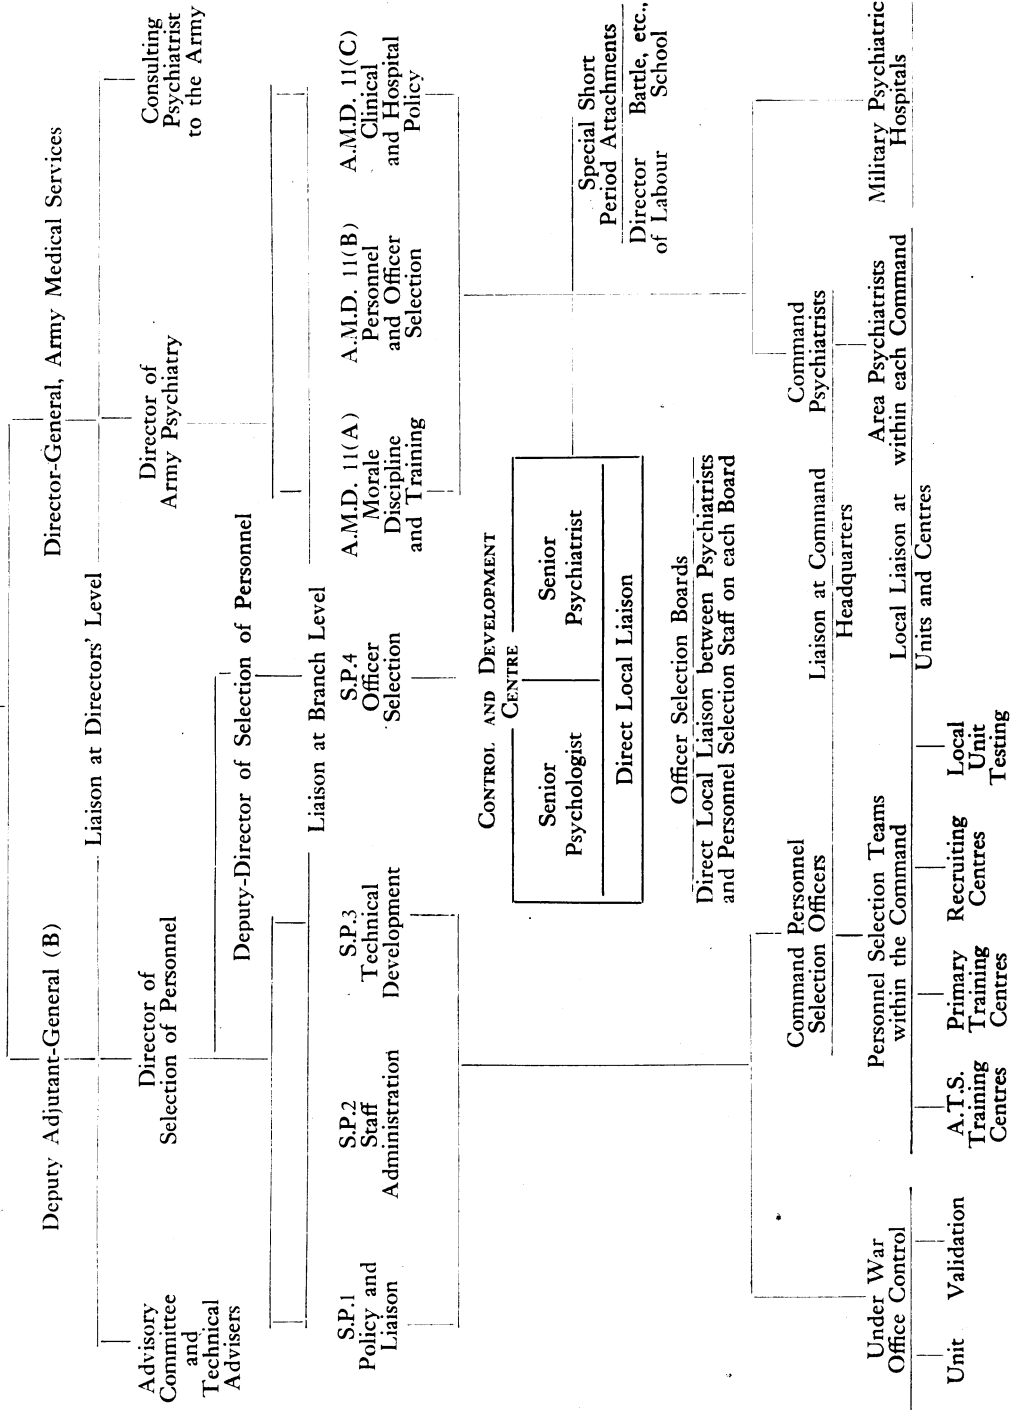 Deputy Adjutant-General (B)
Director-General, Army Medical Services
Liaison at Directors' Level
Advisory
Committee
and
Technical
Advisers
Director of
Selection of Personnel
Director of
Army Psychiatry
Consulting
Psychiatrist
to the Army
Deputy-Director of Selection of Personnel
Liaison at Branch Level
S.P.1
Policy and
Liaison
S.P.2
Staff
Administration
S.P.3
Technical
Development
S.P.4
Officer
Selection
A.M.D. 11(A)
Morale
Discipline
and Training
A.M.D. 11(B)
Personnel
and Officer
Selection
A.M.D. 11(C)
Clinical
and Hospital
Policy
CONTROL AND DEVELOPMENT
CENTRE
Senior
Psychologist
Senior
Psychiatrist
Direct Local Liaison
Special Short
Period Attachments
Director
of Labour
Battle, etc.,
School
Officer Selection Boards
Direct Local Liaison between Psychiatrists
and Personnel Selection Staff on each Board
Command Personnel
Selection Officers
Liaison at Command
Headquarters
Command
Psychiatrists
Under War
Office Control
Personnel Selection Teams
within the Command
Local Liaison at
Units and Centres
Area Psychiatrists
within each Command
Military Psychiatric
Hospitals
Unit
Validation
A.T.S.
Training
Centres
Primary
Training
Centres
Recruiting
Centres
Local
Unit
Testing